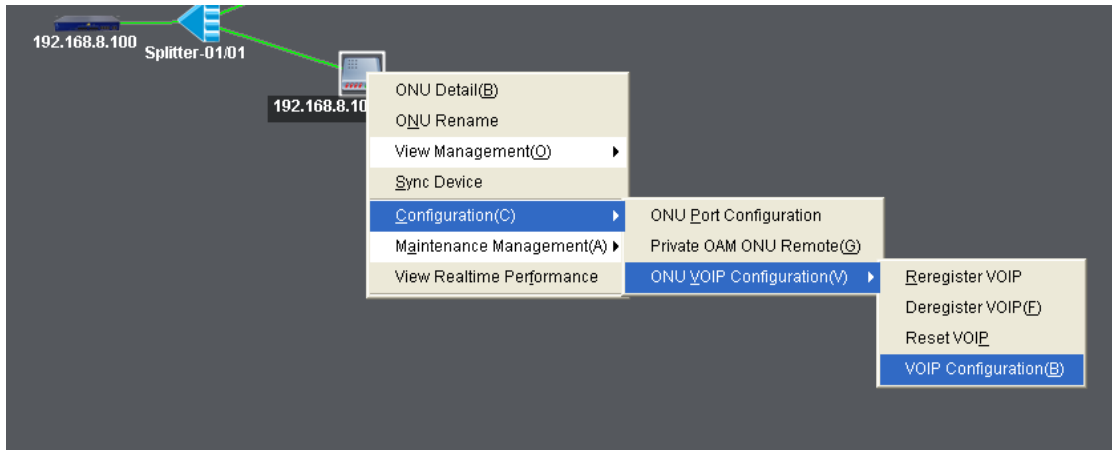 192.168.8.100
Splitter-01/01
192.168.8.10
ONU Detail(B)
ONU Rename
View Management(O)
Sync Device
Configuration(C)
Maintenance Management(A)
View Realtime Performance
ONU Port Configuration
Private OAM ONU Remote(G)
ONU VOIP Configuration(V)
Reregister VOIP
Deregister VOIP(F)
Reset VOIP
VOIP Configuration(B)